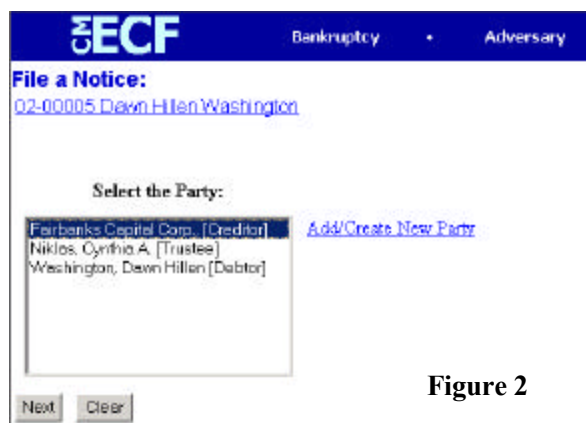 CM ECF Bankruptcy • Adversary
File a Notice:
02-00005 Dawn Hillen Washington
Select the Party:
Fairbanks Capital Corp. [Creditor] Add/Create New Party
Niklas, Cynthia A. [Trustee]
Washington, Dawn Hillen [Debtor]
Figure 2
Next Clear